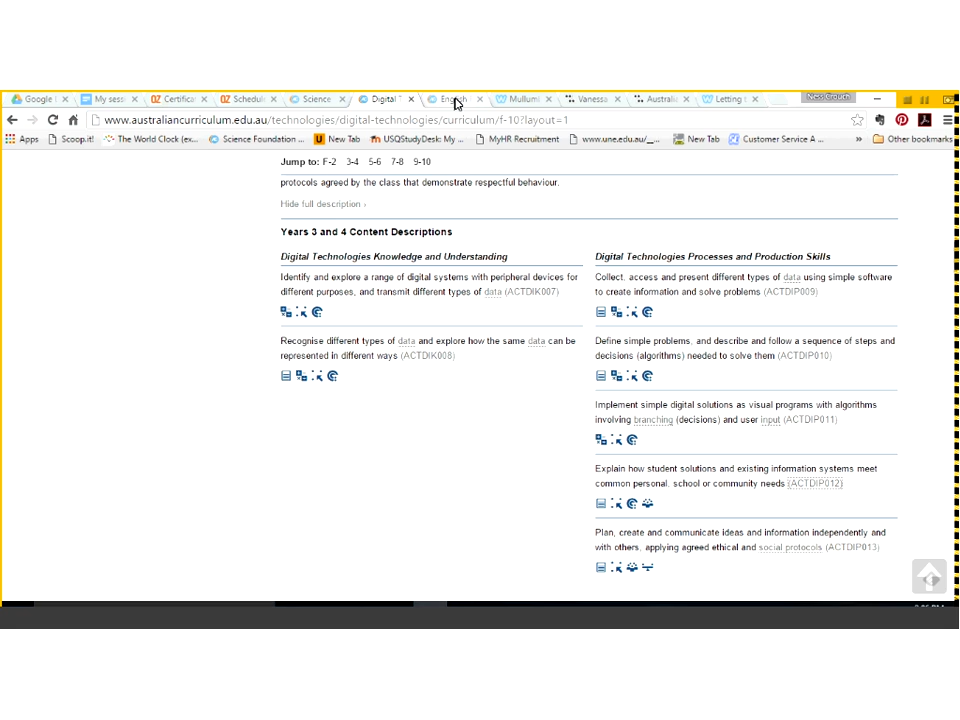 Google
My sess
Certifica
Schedul
Science
Digital T
English
Mullum
Vanessa
Australi
Letting
Ness Crouch
www.australiancurriculum.edu.au/technologies/digital-technologies/curriculum/f-10?layout=1
Apps
Scoop.it!
The World Clock (ex...
Science Foundation ...
New Tab
USQStudyDesk: My ...
MyHR Recruitment
www.une.edu.au/__...
New Tab
Customer Service A ...
»
Other bookmarks
Jump to: F-2 3-4 5-6 7-8 9-10
protocols agreed by the class that demonstrate respectful behaviour.
Hide full description ›
Years 3 and 4 Content Descriptions
Digital Technologies Knowledge and Understanding
Identify and explore a range of digital systems with peripheral devices for
different purposes, and transmit different types of data (ACTDIK007)
Recognise different types of data and explore how the same data can be
represented in different ways (ACTDIK008)
Digital Technologies Processes and Production Skills
Collect, access and present different types of data using simple software
to create information and solve problems (ACTDIP009)
Define simple problems, and describe and follow a sequence of steps and
decisions (algorithms) needed to solve them (ACTDIP010)
Implement simple digital solutions as visual programs with algorithms
involving branching (decisions) and user input (ACTDIP011)
Explain how student solutions and existing information systems meet
common personal, school or community needs (ACTDIP012)
Plan, create and communicate ideas and information independently and
with others, applying agreed ethical and social protocols (ACTDIP013)